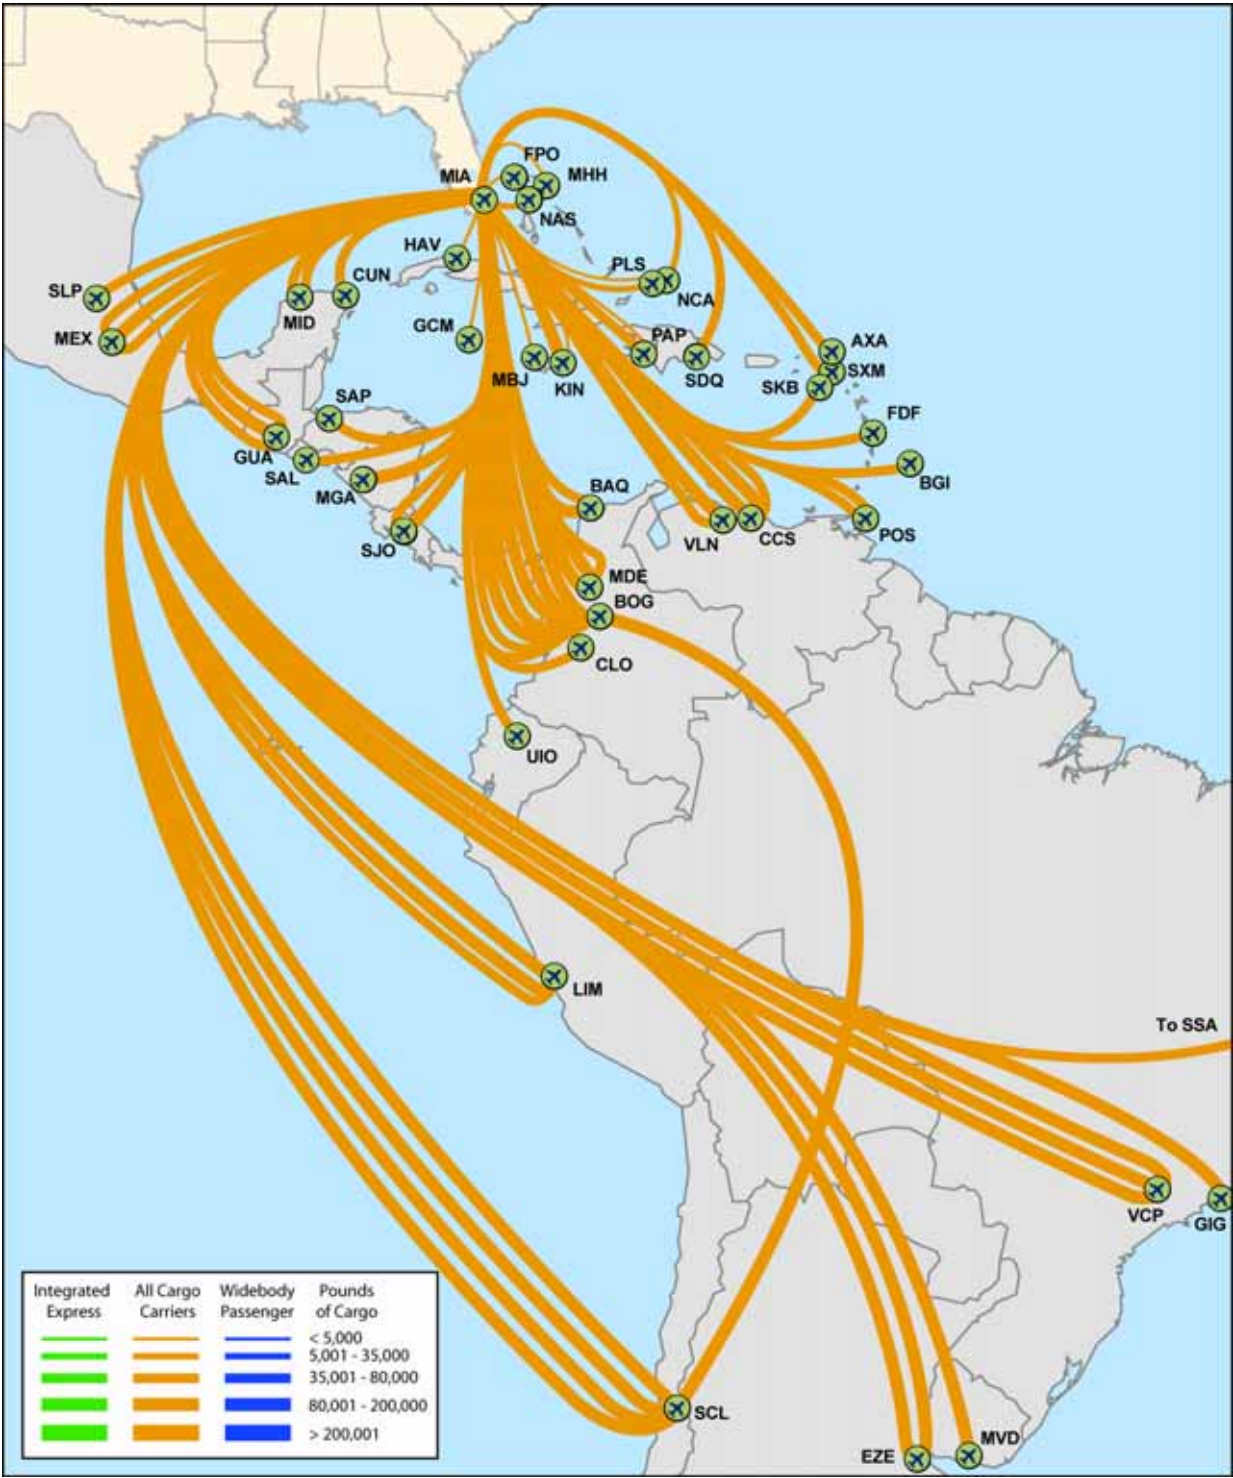 FPO
MHH
MIA
NAS
HAV
PLS
CUN
NCA
SLP
MID
GCM
MEX
PAP
AXA
SDQ
SXM
MBJ
KIN
SKB
SAP
FDF
GUA
SAL
BGI
MGA
BAQ
VLN
CCS
POS
SJO
MDE
BOG
CLO
UIO
LIM
To SSA
VCP
GIG
SCL
MVD
EZE
Integrated Express
All Cargo Carriers
Widebody Passenger
Pounds of Cargo
< 5,000
5,001 - 35,000
35,001 - 80,000
80,001 - 200,000
> 200,001